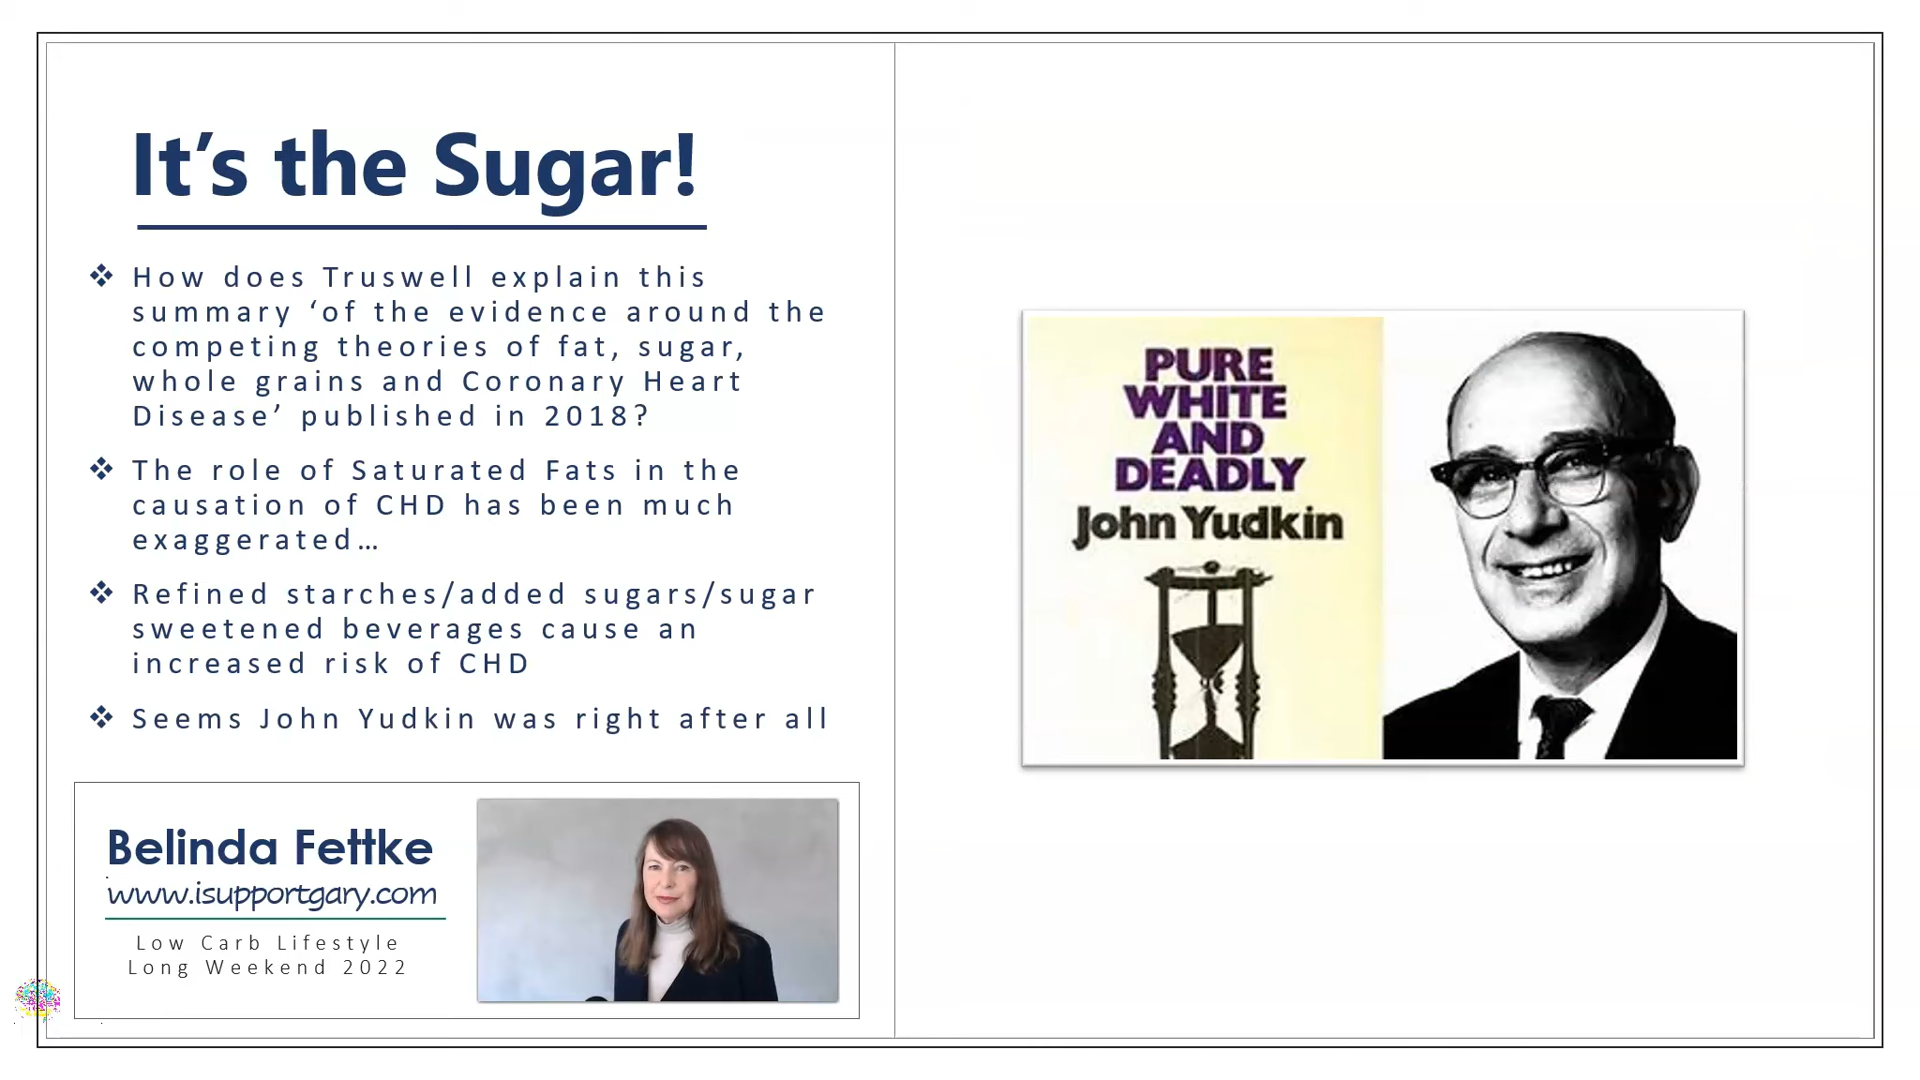 It’s the Sugar!
❖ How does Truswell explain this
summary ‘of the evidence around the
competing theories of fat, sugar,
whole grains and Coronary Heart
Disease’ published in 2018?
❖ The role of Saturated Fats in the
causation of CHD has been much
exaggerated…
❖ Refined starches/added sugars/sugar
sweetened beverages cause an
increased risk of CHD
❖ Seems John Yudkin was right after all
Belinda Fettke
www.isupportgary.com
Low Carb Lifestyle
Long Weekend 2022
PURE
WHITE
AND
DEADLY
John Yudkin